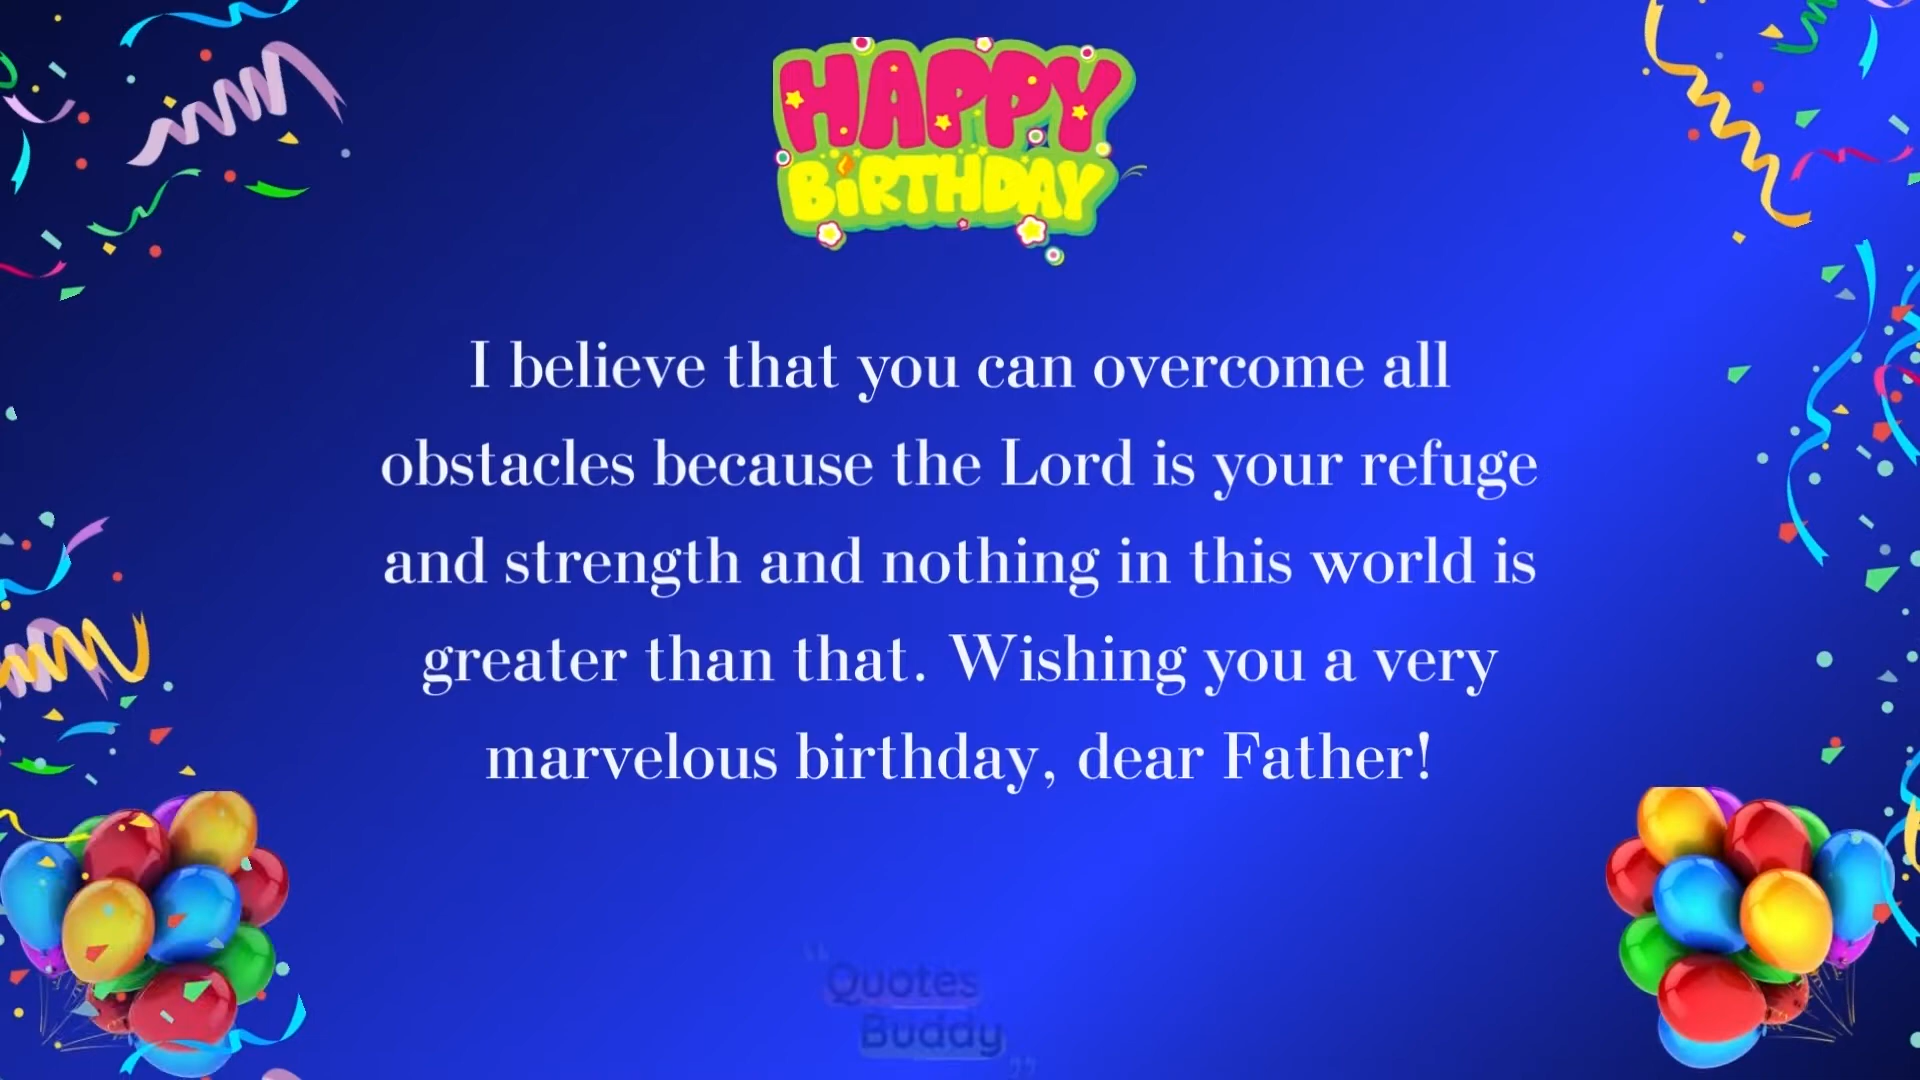 HAPPY
BiRTHDAY
I believe that you can overcome all
obstacles because the Lord is your refuge
and strength and nothing in this world is
greater than that. Wishing you a very
marvelous birthday, dear Father!
“Quotes
Buddy”